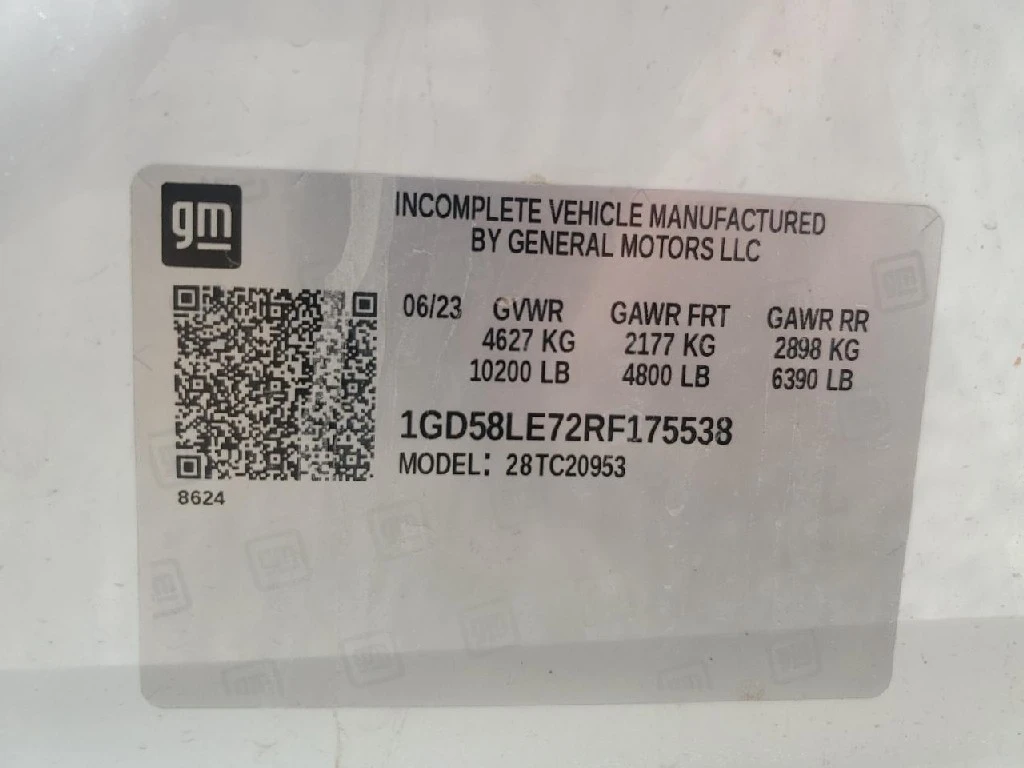 gm
INCOMPLETE VEHICLE MANUFACTURED
BY GENERAL MOTORS LLC
06/23 GVWR GAWR FRT GAWR RR
4627 KG 2177 KG 2898 KG
10200 LB 4800 LB 6390 LB
1GD58LE72RF175538
MODEL: 28TC20953
8624